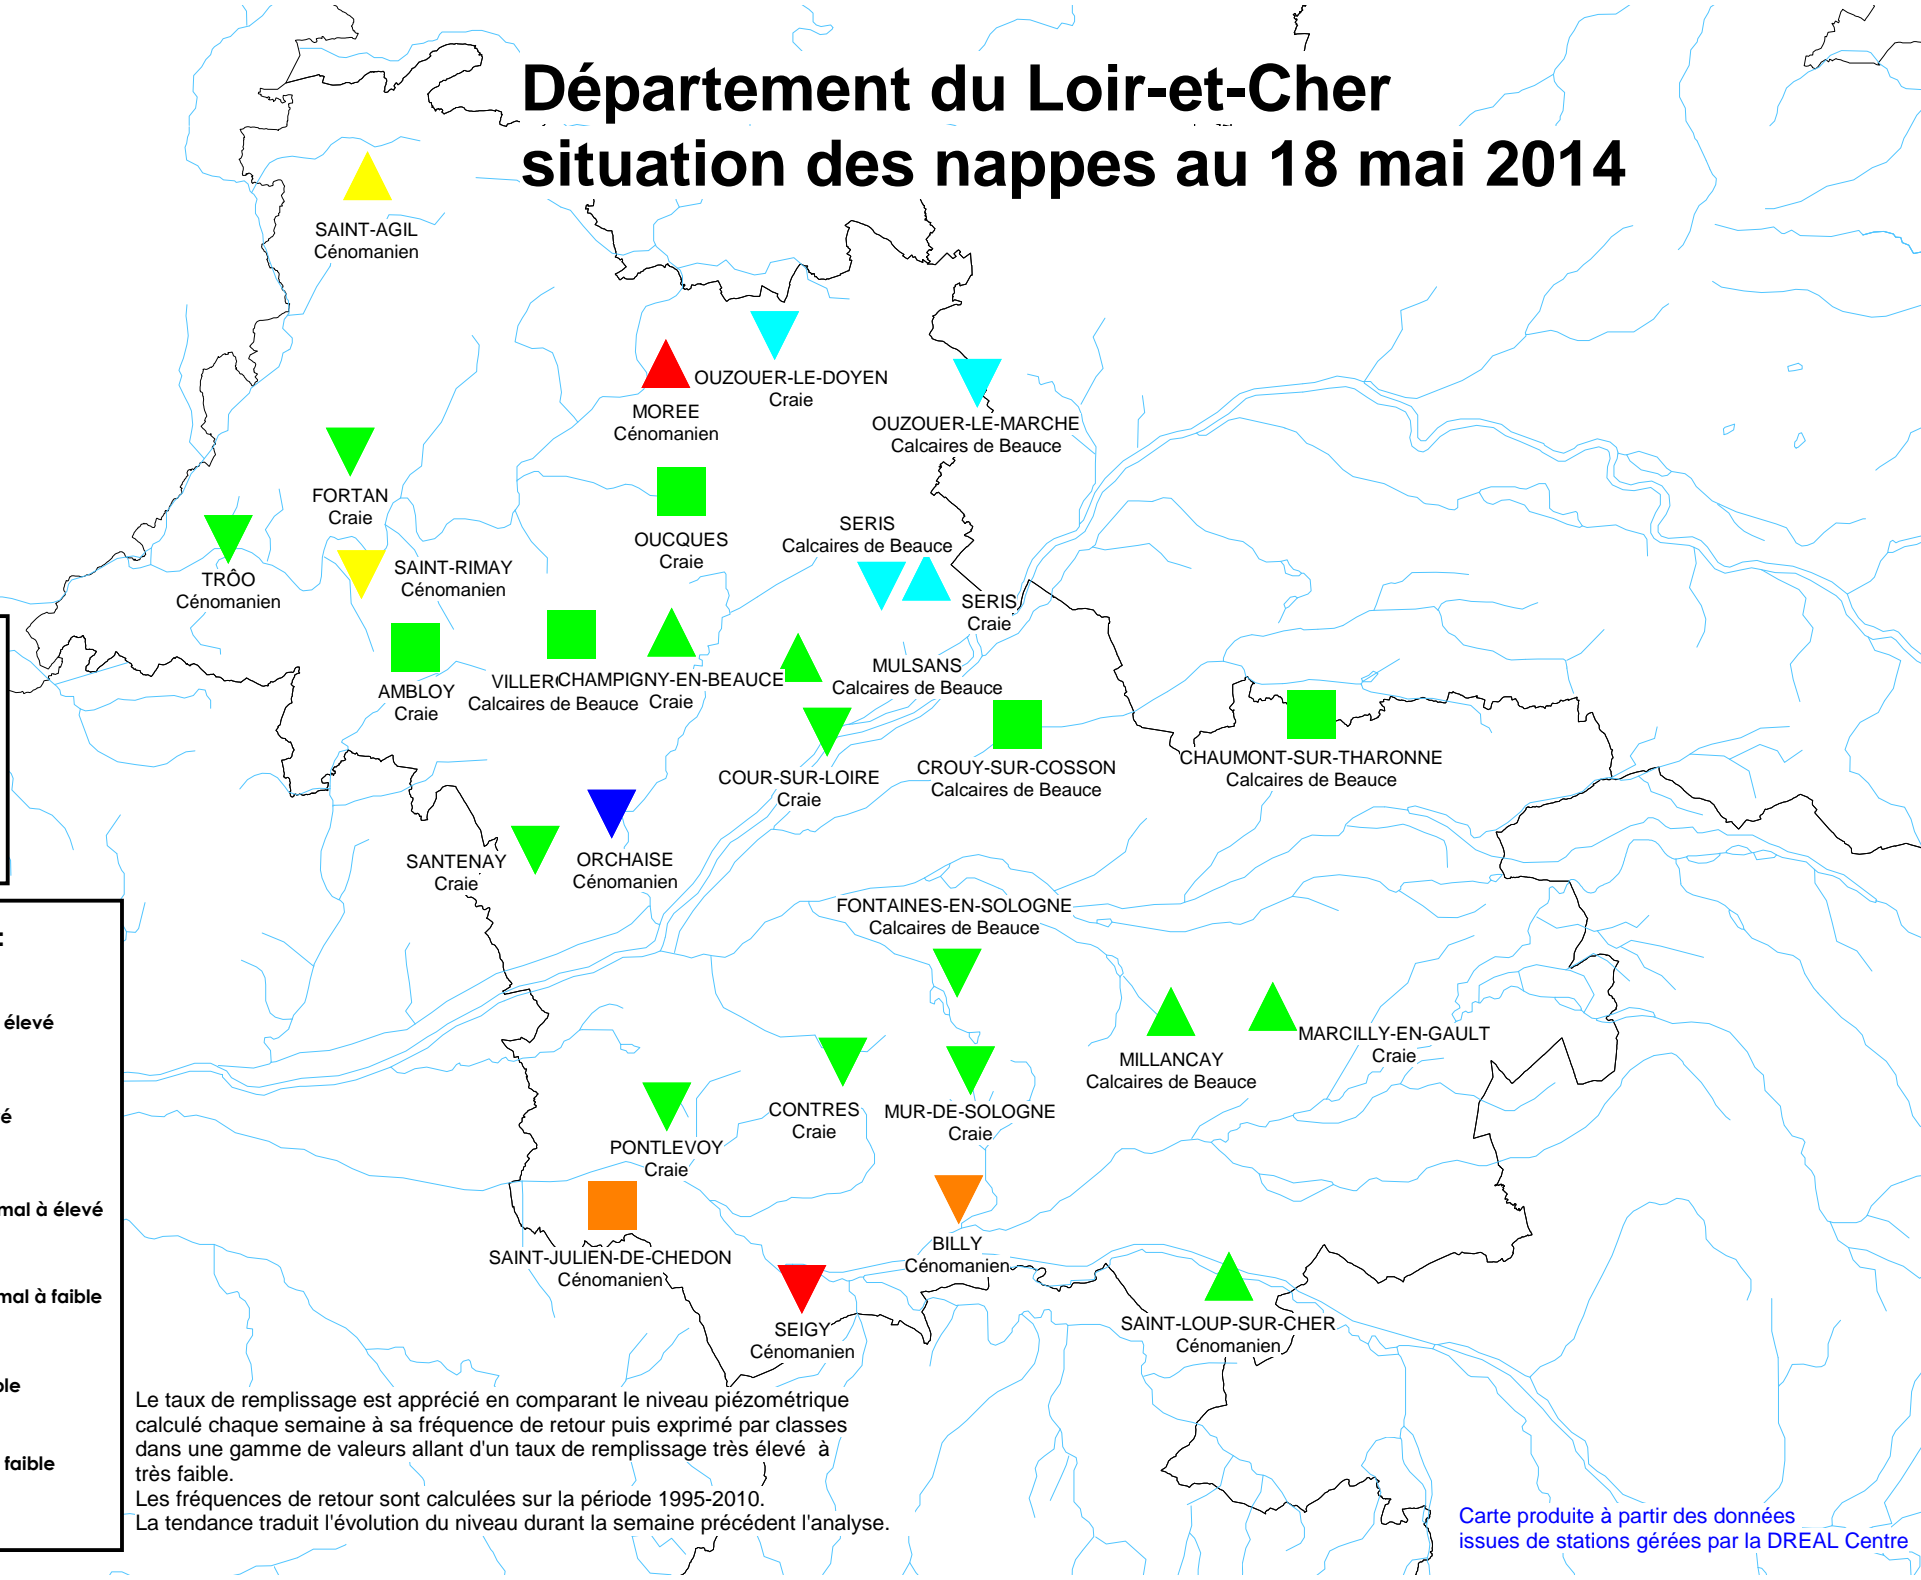 Département du Loir-et-Cher
situation des nappes au 18 mai 2014
SAINT-AGIL
Cénomanien
OUZOUER-LE-DOYEN
Craie
MOREE
Cénomanien
OUZOUER-LE-MARCHE
Calcaires de Beauce
FORTAN
Craie
OUCQUES
Craie
SERIS
Calcaires de Beauce
TRÔO
Cénomanien
SAINT-RIMAY
Cénomanien
SERIS
Craie
AMBLOY
Craie
Calcaires de Beauce
CHAMPIGNY-EN-BEAUCE
Craie
MULSANS
Calcaires de Beauce
COUR-SUR-LOIRE
Craie
CROUY-SUR-COSSON
Calcaires de Beauce
CHAUMONT-SUR-THARONNE
Calcaires de Beauce
SANTENAY
Craie
ORCHAISE
Cénomanien
FONTAINES-EN-SOLOGNE
Calcaires de Beauce
MILLANCAY
Calcaires de Beauce
MARCILLY-EN-GAULT
Craie
CONTRES
Craie
MUR-DE-SOLOGNE
Craie
PONTLEVOY
Craie
SAINT-JULIEN-DE-CHEDON
Cénomanien
BILLY
Cénomanien
SEIGY
Cénomanien
SAINT-LOUP-SUR-CHER
Cénomanien
:
élevé
à élevé
à faible
faible
Le taux de remplissage est apprécié en comparant le niveau piézométrique
calculé chaque semaine à sa fréquence de retour puis exprimé par classes
dans une gamme de valeurs allant d'un taux de remplissage très élevé à
très faible.
Les fréquences de retour sont calculées sur la période 1995-2010.
La tendance traduit l'évolution du niveau durant la semaine précédent l'analyse.
Carte produite à partir des données
issues de stations gérées par la DREAL Centre